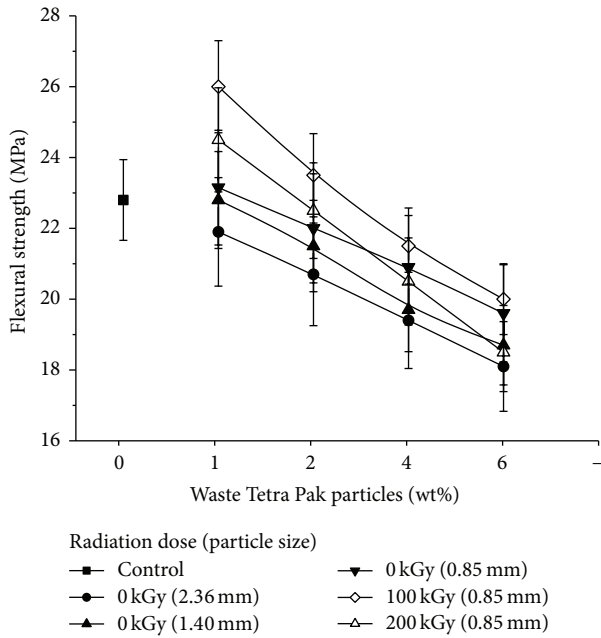 28
26
24
22
20
18
16
Flexural strength (MPa)
0 1 2 4 6 –
Waste Tetra Pak particles (wt%)
Radiation dose (particle size)
Control
0 kGy (2.36 mm)
0 kGy (1.40 mm)
0 kGy (0.85 mm)
100 kGy (0.85 mm)
200 kGy (0.85 mm)